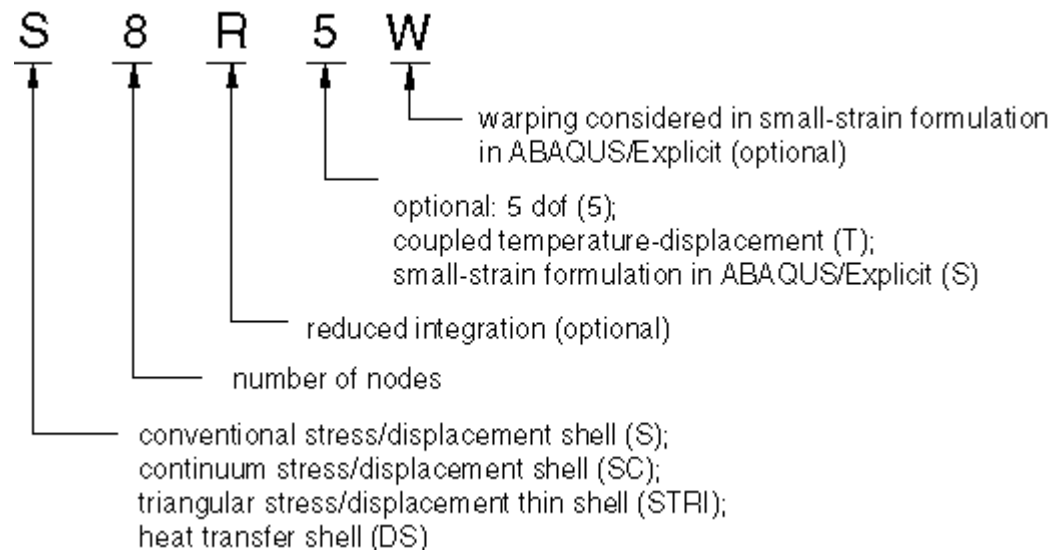 S 8 R 5 W
warping considered in small-strain formulation
in ABAQUS/Explicit (optional)
optional: 5 dof (5);
coupled temperature-displacement (T);
small-strain formulation in ABAQUS/Explicit (S)
reduced integration (optional)
number of nodes
conventional stress/displacement shell (S);
continuum stress/displacement shell (SC);
triangular stress/displacement thin shell (STRI);
heat transfer shell (DS)